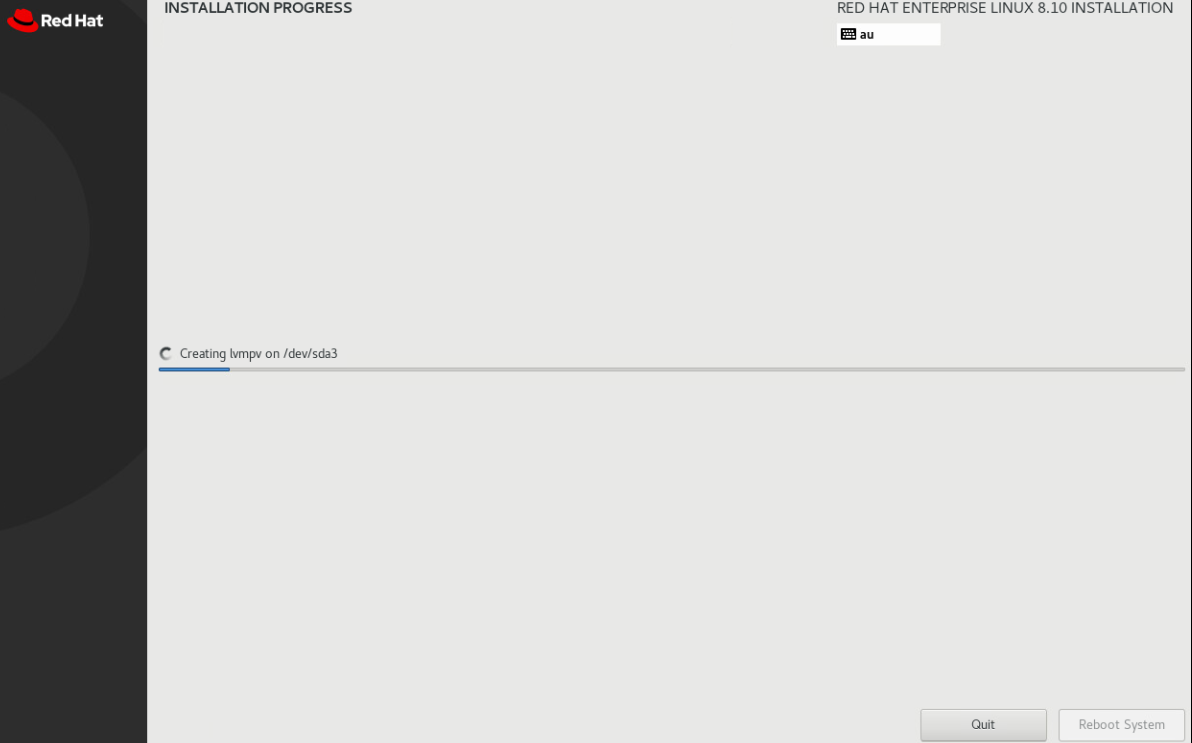 Red Hat
INSTALLATION PROGRESS
RED HAT ENTERPRISE LINUX 8.10 INSTALLATION
au
Creating lvmpv on /dev/sda3
Quit
Reboot System